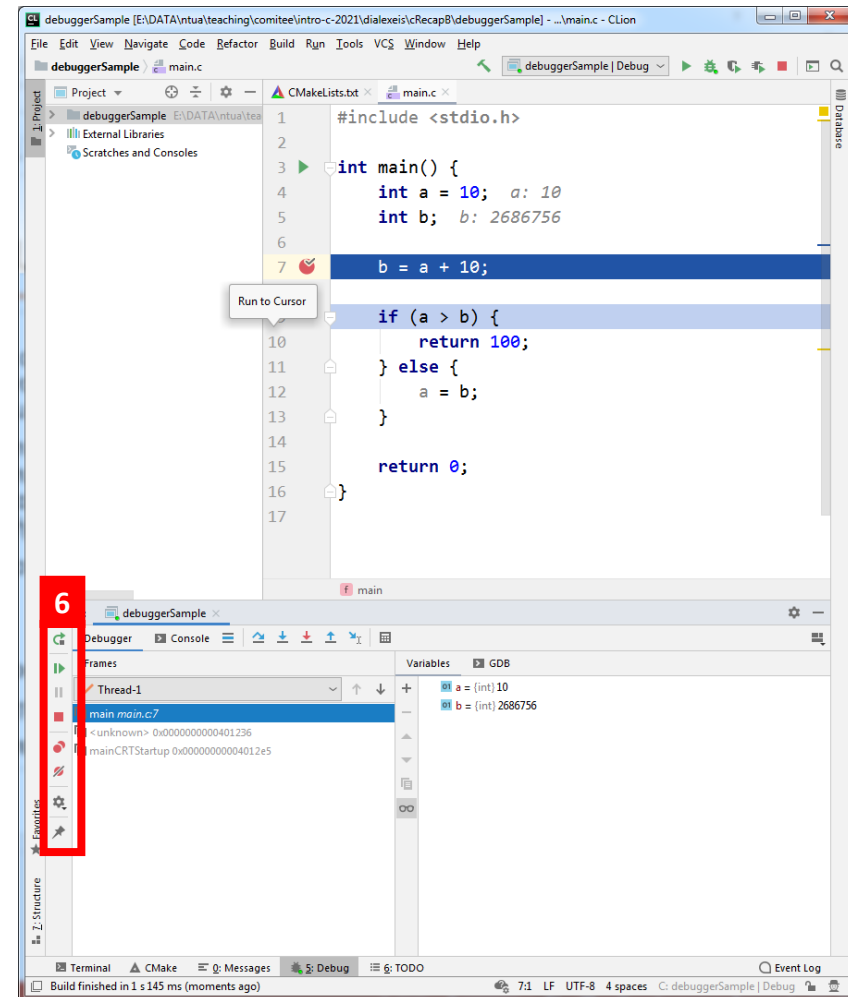 debuggerSample [E:\DATA\ntua\teaching\comitee\intro-c-2021\dialexeis\cRecapB\debuggerSample] - ...\main.c - CLion
File Edit View Navigate Code Refactor Build Run Tools VCS Window Help
debuggerSample main.c debuggerSample | Debug
1: Project
Project
CMakeLists.txt main.c
Database
debuggerSample E:\DATA\ntua\tea
External Libraries
Scratches and Consoles
1 #include <stdio.h>
2
3 int main() {
4 int a = 10; a: 10
5 int b; b: 2686756
6
7 b = a + 10;
Run to Cursor
if (a > b) {
10 return 100;
11 } else {
12 a = b;
13 }
14
15 return 0;
16 }
17
f main
6
debuggerSample
Debugger Console
Frames
Variables GDB
Thread-1
a = {int} 10
main main.c:7
b = {int} 2686756
<unknown> 0x0000000000401236
mainCRTStartup 0x00000000004012e5
Favorites
Z: Structure
Terminal CMake 0: Messages 5: Debug 6: TODO Event Log
Build finished in 1 s 145 ms (moments ago) 7:1 LF UTF-8 4 spaces C: debuggerSample | Debug